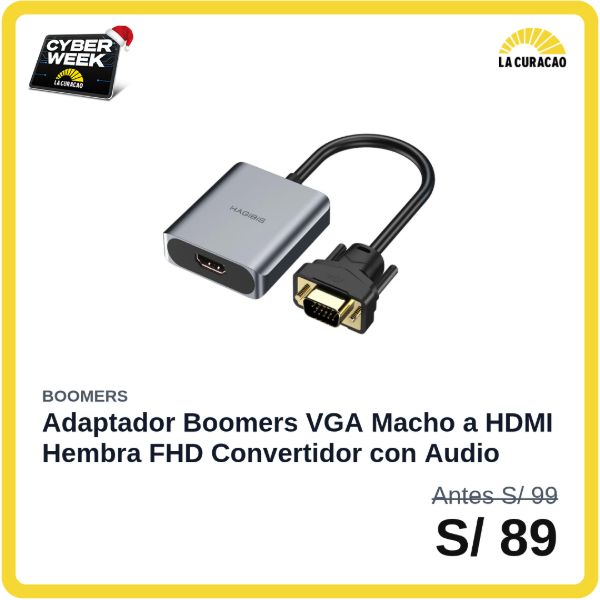 CYBER
WEEK
LA CURACAO
LA CURACAO
HAGIBIS
BOOMERS
Adaptador Boomers VGA Macho a HDMI
Hembra FHD Convertidor con Audio
Antes S/ 99
S/ 89